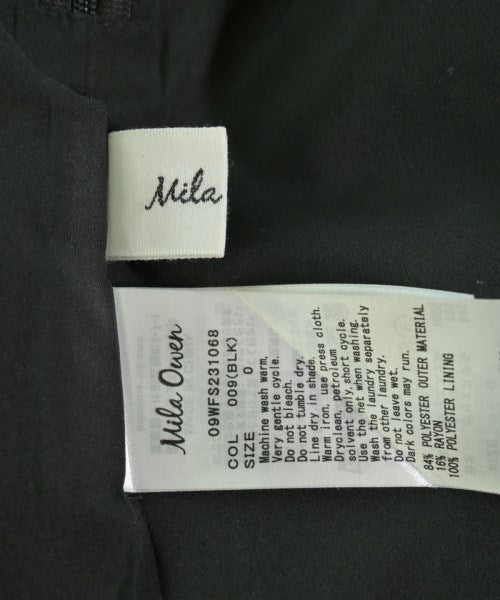 Mila
Mila Owen
09WFS231068
COL 009(BLK)
SIZE 0
Machine wash warm,
Very gentle cycle.
Do not bleach.
Do not tumble dry.
Line dry in shade.
Warm iron, use press cloth.
Dryclean, petroleum
solvent only short cycle.
Use the net when washing.
Wash the laundry separately
from other laundry.
Do not leave wet.
Dark colors may run.
84% POLYESTER OUTER MATERIAL
16% RAYON
100% POLYESTER LINING